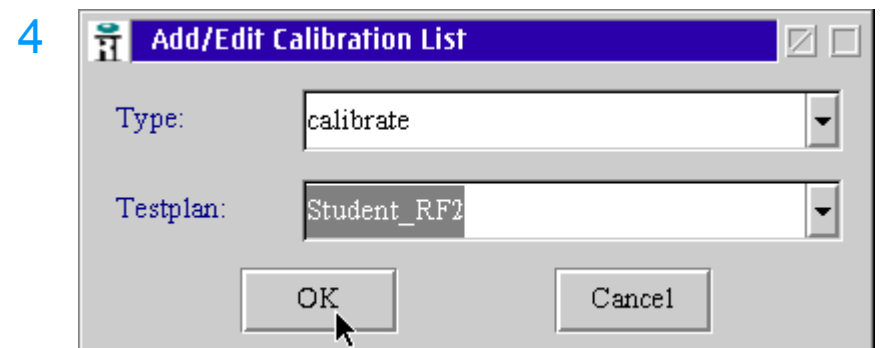 4
Add/Edit Calibration List
Type:
calibrate
Testplan:
Student_RF2
OK
Cancel